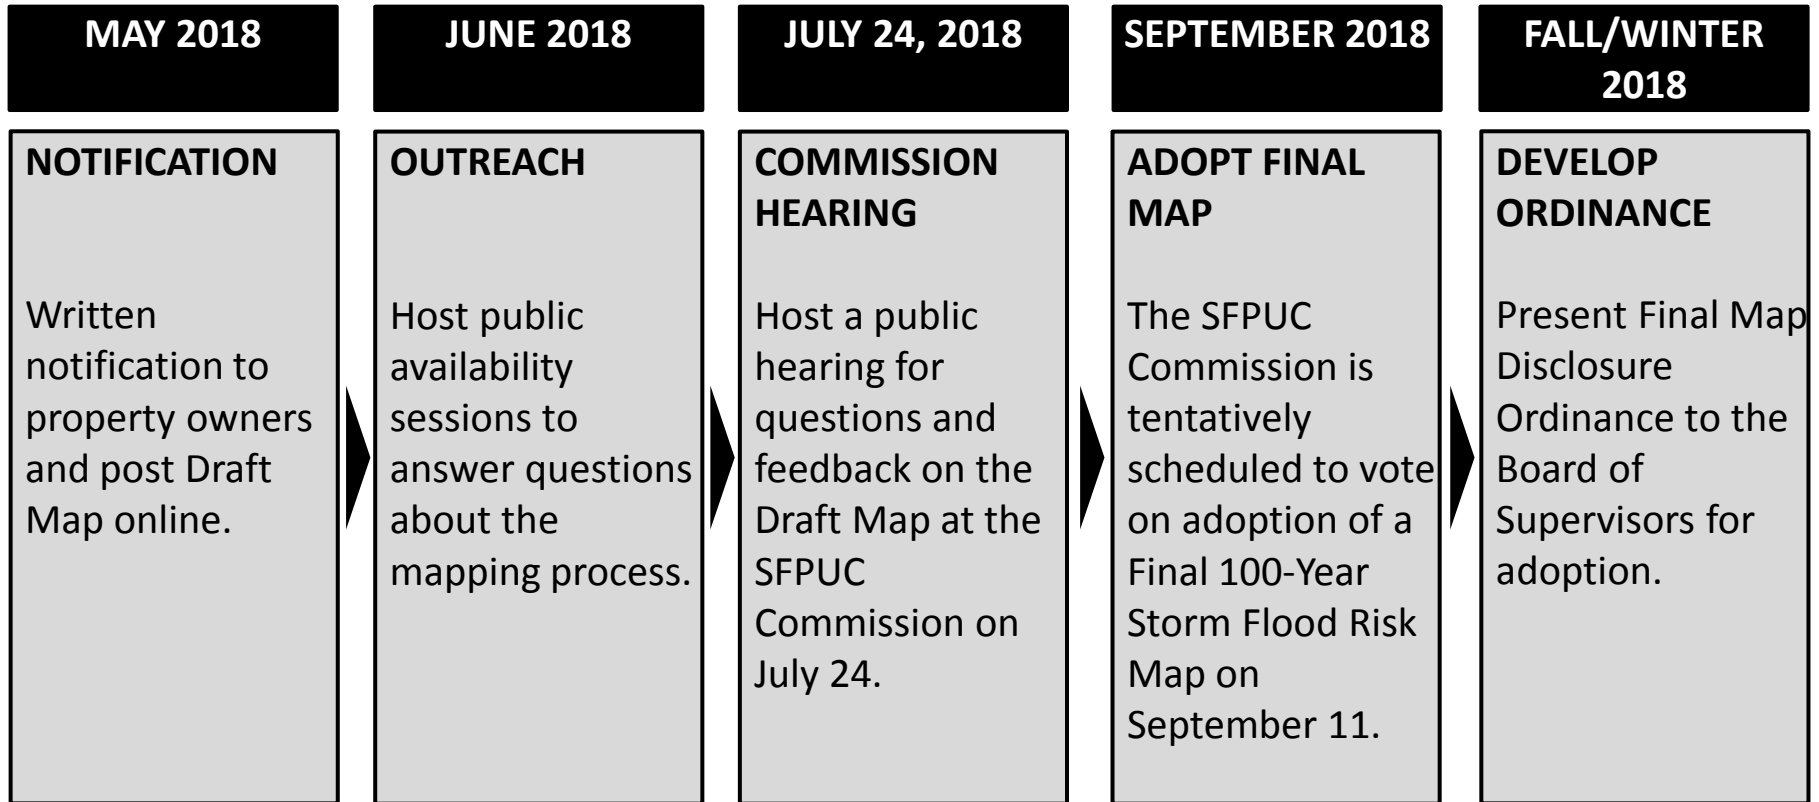 MAY 2018
NOTIFICATION
Written
notification to
property owners
and post Draft
Map online.
JUNE 2018
OUTREACH
Host public
availability
sessions to
answer questions
about the
mapping process.
JULY 24, 2018
COMMISSION
HEARING
Host a public
hearing for
questions and
feedback on the
Draft Map at the
SFPUC
Commission on
July 24.
SEPTEMBER 2018
ADOPT FINAL
MAP
The SFPUC
Commission is
tentatively
scheduled to vote
on adoption of a
Final 100-Year
Storm Flood Risk
Map on
September 11.
FALL/WINTER
2018
DEVELOP
ORDINANCE
Present Final Map
Disclosure
Ordinance to the
Board of
Supervisors for
adoption.